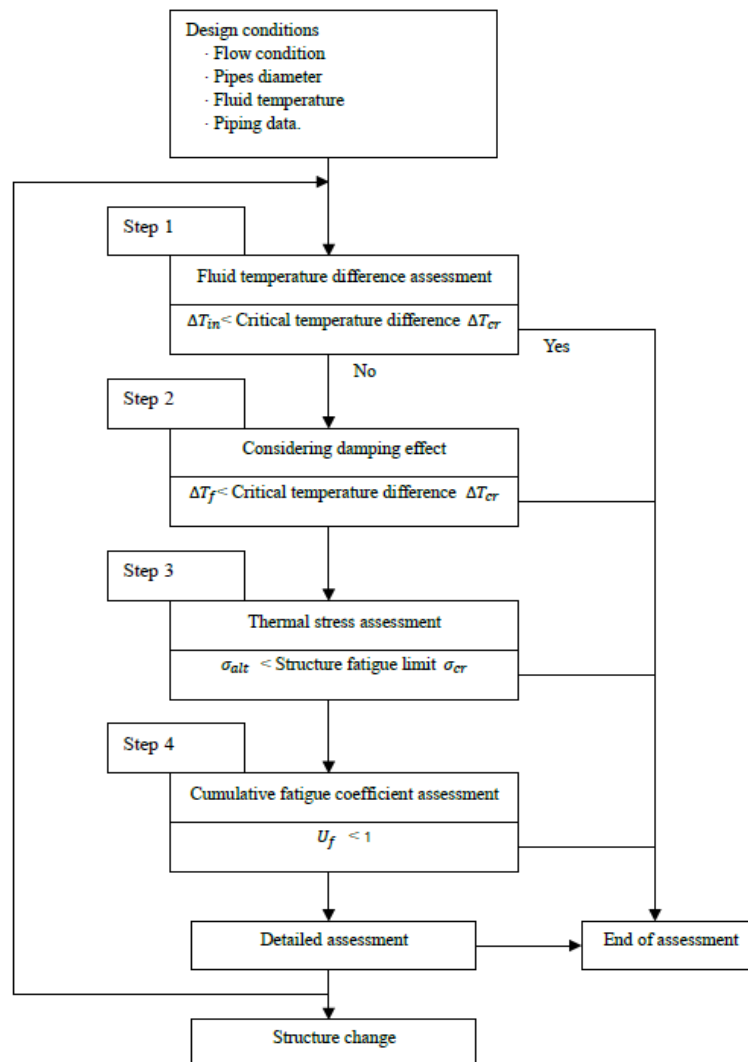 Design conditions
· Flow condition
· Pipes diameter
· Fluid temperature
· Piping data.
Step 1
Fluid temperature difference assessment
ΔT_in< Critical temperature difference ΔT_cr
Yes
No
Step 2
Considering damping effect
ΔT_f< Critical temperature difference ΔT_cr
Step 3
Thermal stress assessment
σ_alt < Structure fatigue limit σ_cr
Step 4
Cumulative fatigue coefficient assessment
U_f < 1
Detailed assessment
End of assessment
Structure change